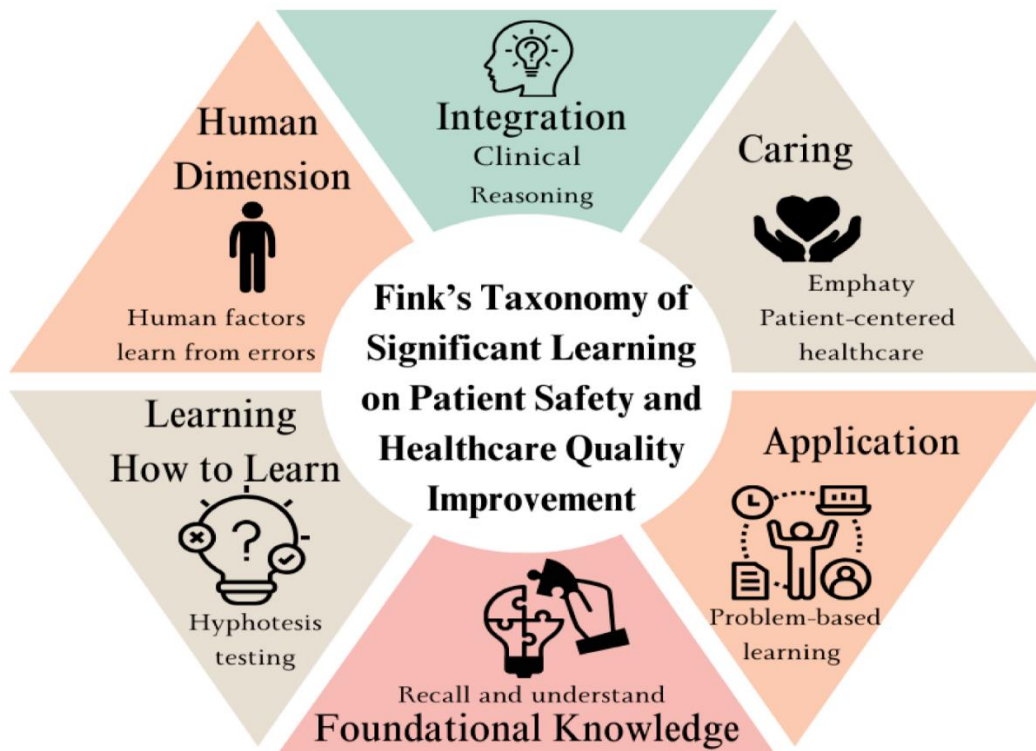 Integration
Clinical
Reasoning
Human
Dimension
Human factors
learn from errors
Caring
Emphaty
Patient-centered
healthcare
Fink's Taxonomy of
Significant Learning
on Patient Safety and
Healthcare Quality
Improvement
Learning
How to Learn
?
Hyphotesis
testing
Application
Problem-based
learning
Recall and understand
Foundational Knowledge